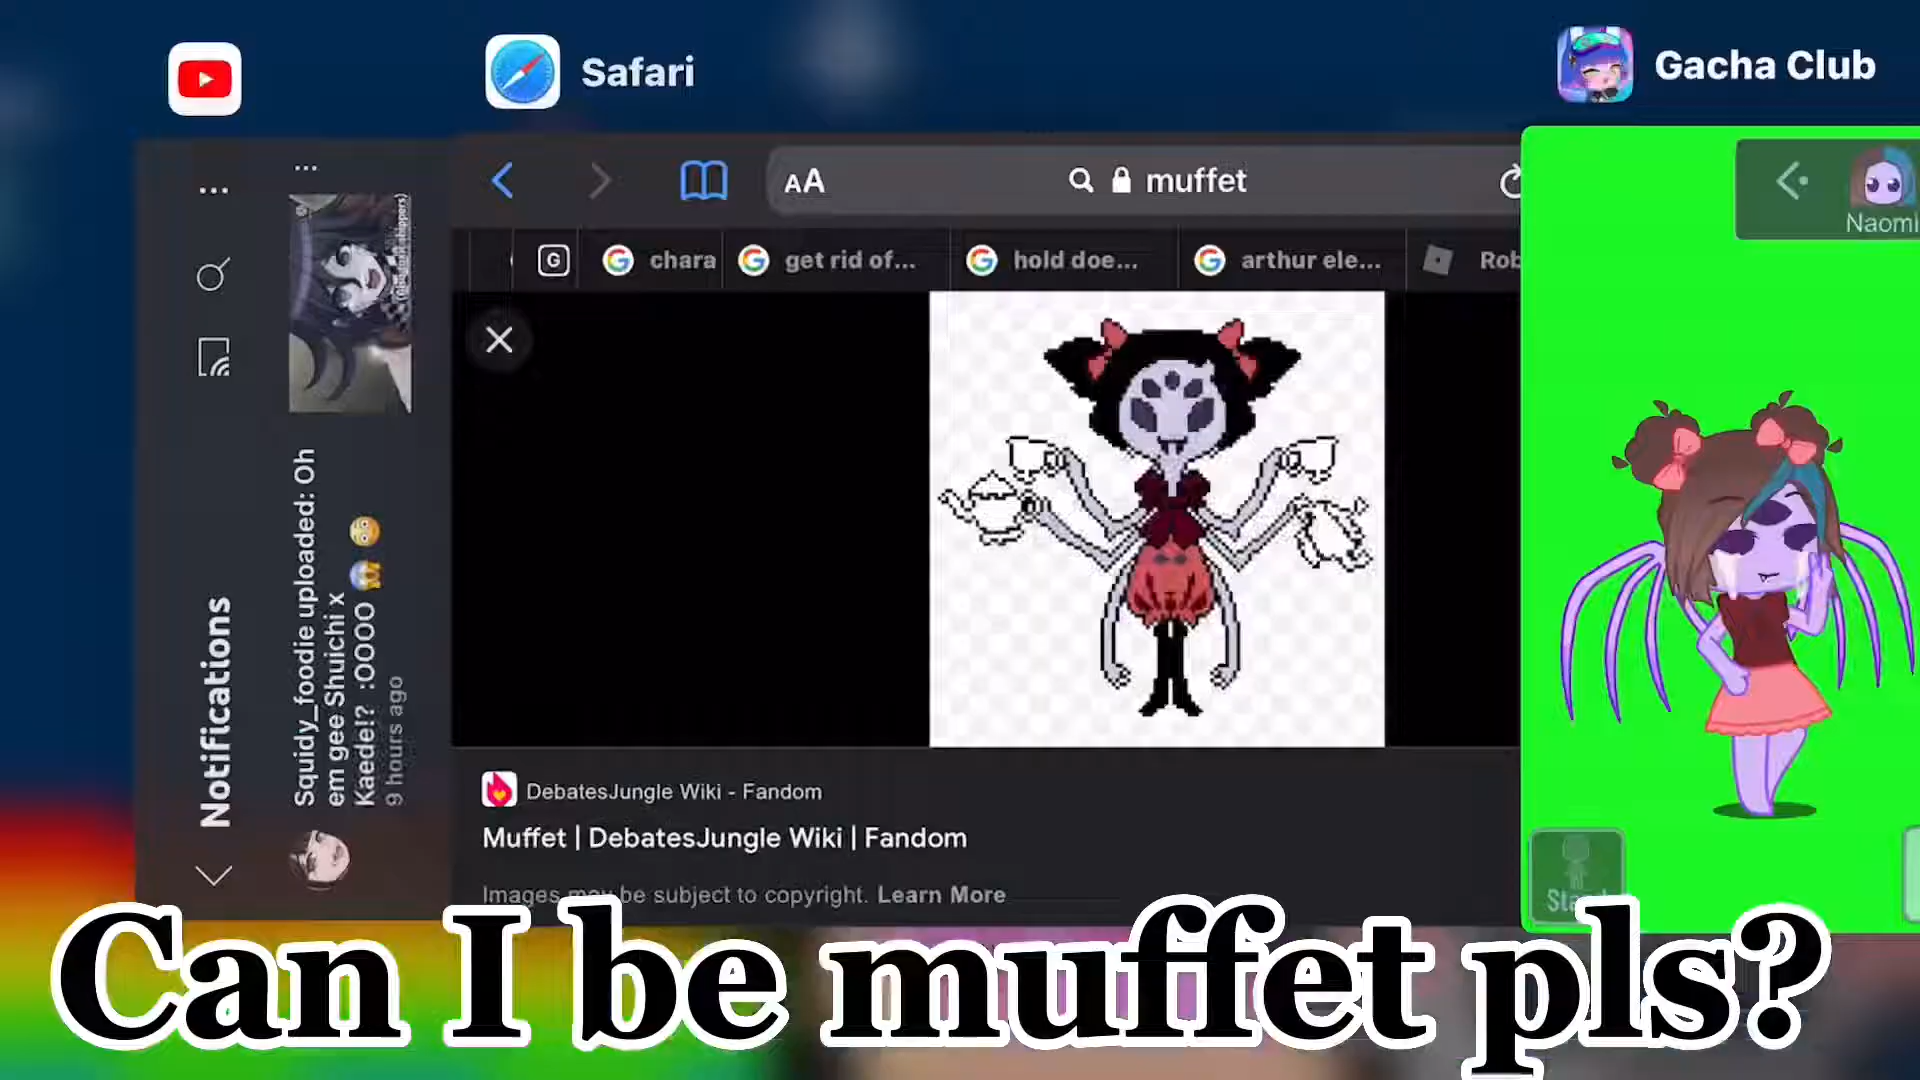 Safari
Gacha Club
AA
muffet
Naomi
G
chara
get rid of...
hold doe...
arthur ele...
Rob
Notifications
Squidy_foodie uploaded: Oh
em gee Shuichi x
Kaede!? :OOOO 😱 😳
9 hours ago
DebatesJungle Wiki - Fandom
Muffet | DebatesJungle Wiki | Fandom
Images may be subject to copyright. Learn More
Can I be muffet pls?